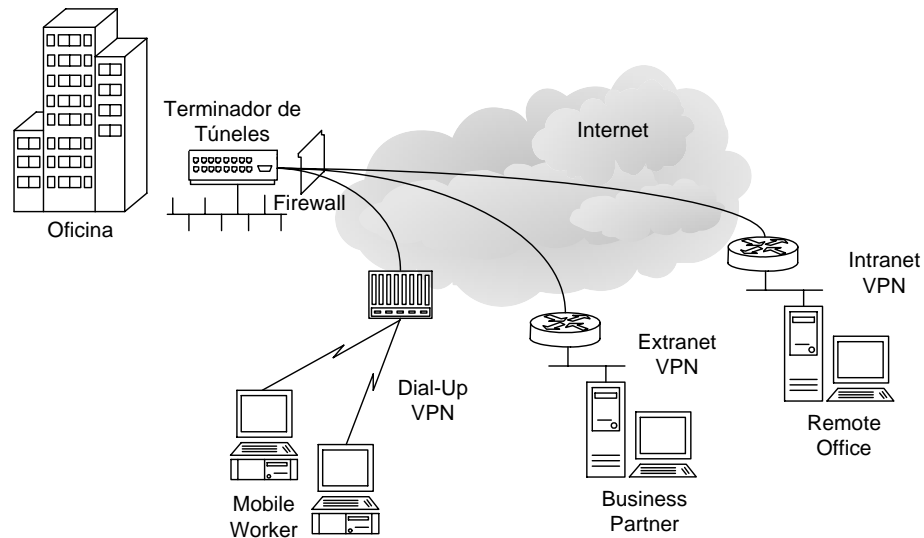 Terminador de
Túneles
Internet
Firewall
Oficina
Intranet
VPN
Extranet
VPN
Dial-Up
VPN
Remote
Office
Mobile
Worker
Business
Partner